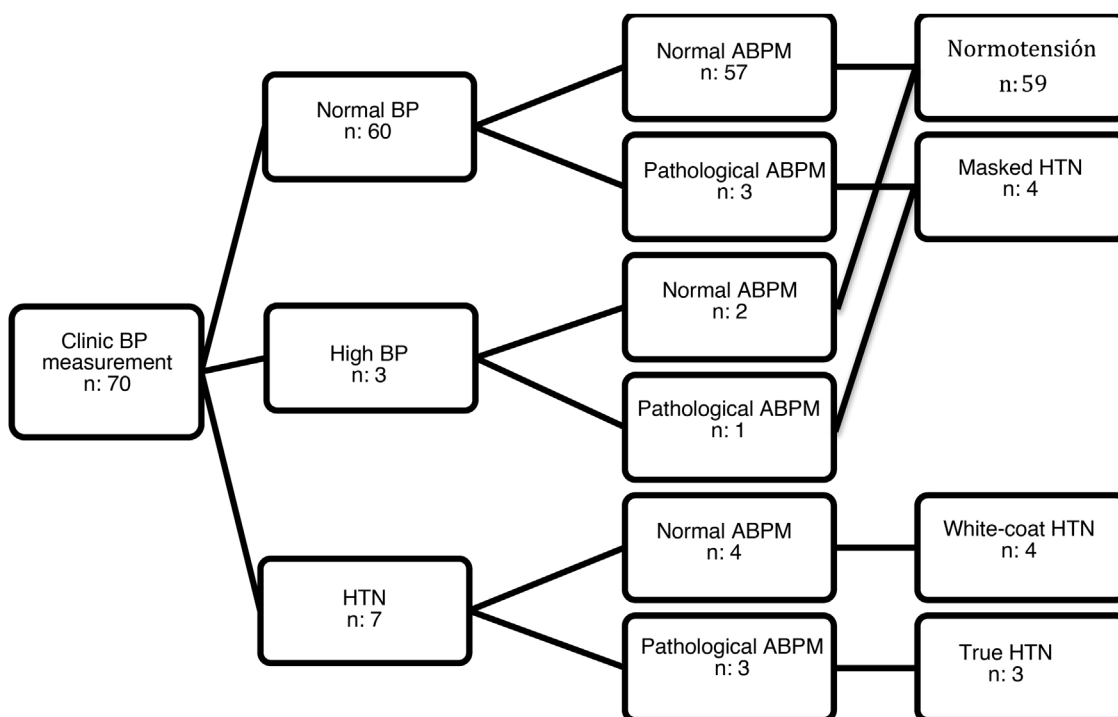 Clinic BP
measurement
n: 70
Normal BP
n: 60
High BP
n: 3
HTN
n: 7
Normal ABPM
n: 57
Pathological ABPM
n: 3
Normal ABPM
n: 2
Pathological ABPM
n: 1
Normal ABPM
n: 4
Pathological ABPM
n: 3
Normotensión
n: 59
Masked HTN
n: 4
White-coat HTN
n: 4
True HTN
n: 3